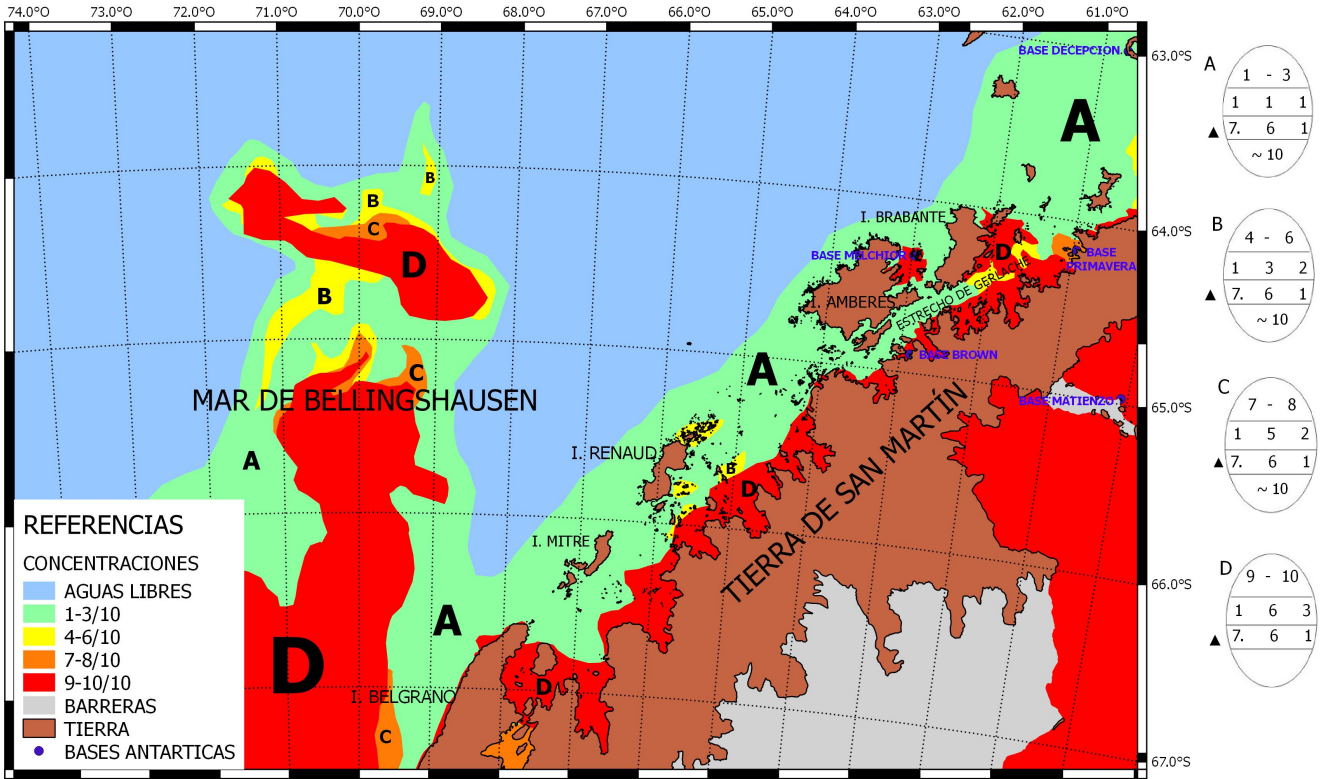 74.0°O 73.0°O 72.0°O 71.0°O 70.0°O 69.0°O 68.0°O 67.0°O 66.0°O 65.0°O 64.0°O 63.0°O 62.0°O 61.0°O
BASE DECEPCION
63.0°S
A
B
B
C
D
I. BRABANTE
64.0°S
BASE MELCHIOR
D
BASE
PRIMAVERA
B
I. AMBERES
ESTRECHO DE GERLACHE
BASE BROWN
A
C
MAR DE BELLINGSHAUSEN
BASE MATIENZO
65.0°S
A
I. RENAUD
B
D
TIERRA DE SAN MARTÍN
I. MITRE
66.0°S
A
D
D
I. BELGRANO
C
67.0°S
REFERENCIAS
CONCENTRACIONES
AGUAS LIBRES
1-3/10
4-6/10
7-8/10
9-10/10
BARRERAS
TIERRA
BASES ANTARTICAS
A
1 - 3
1 1 1
▲ 7. 6 1
~ 10
B
4 - 6
1 3 2
▲ 7. 6 1
~ 10
C
7 - 8
1 5 2
▲ 7. 6 1
~ 10
D
9 - 10
1 6 3
▲ 7. 6 1